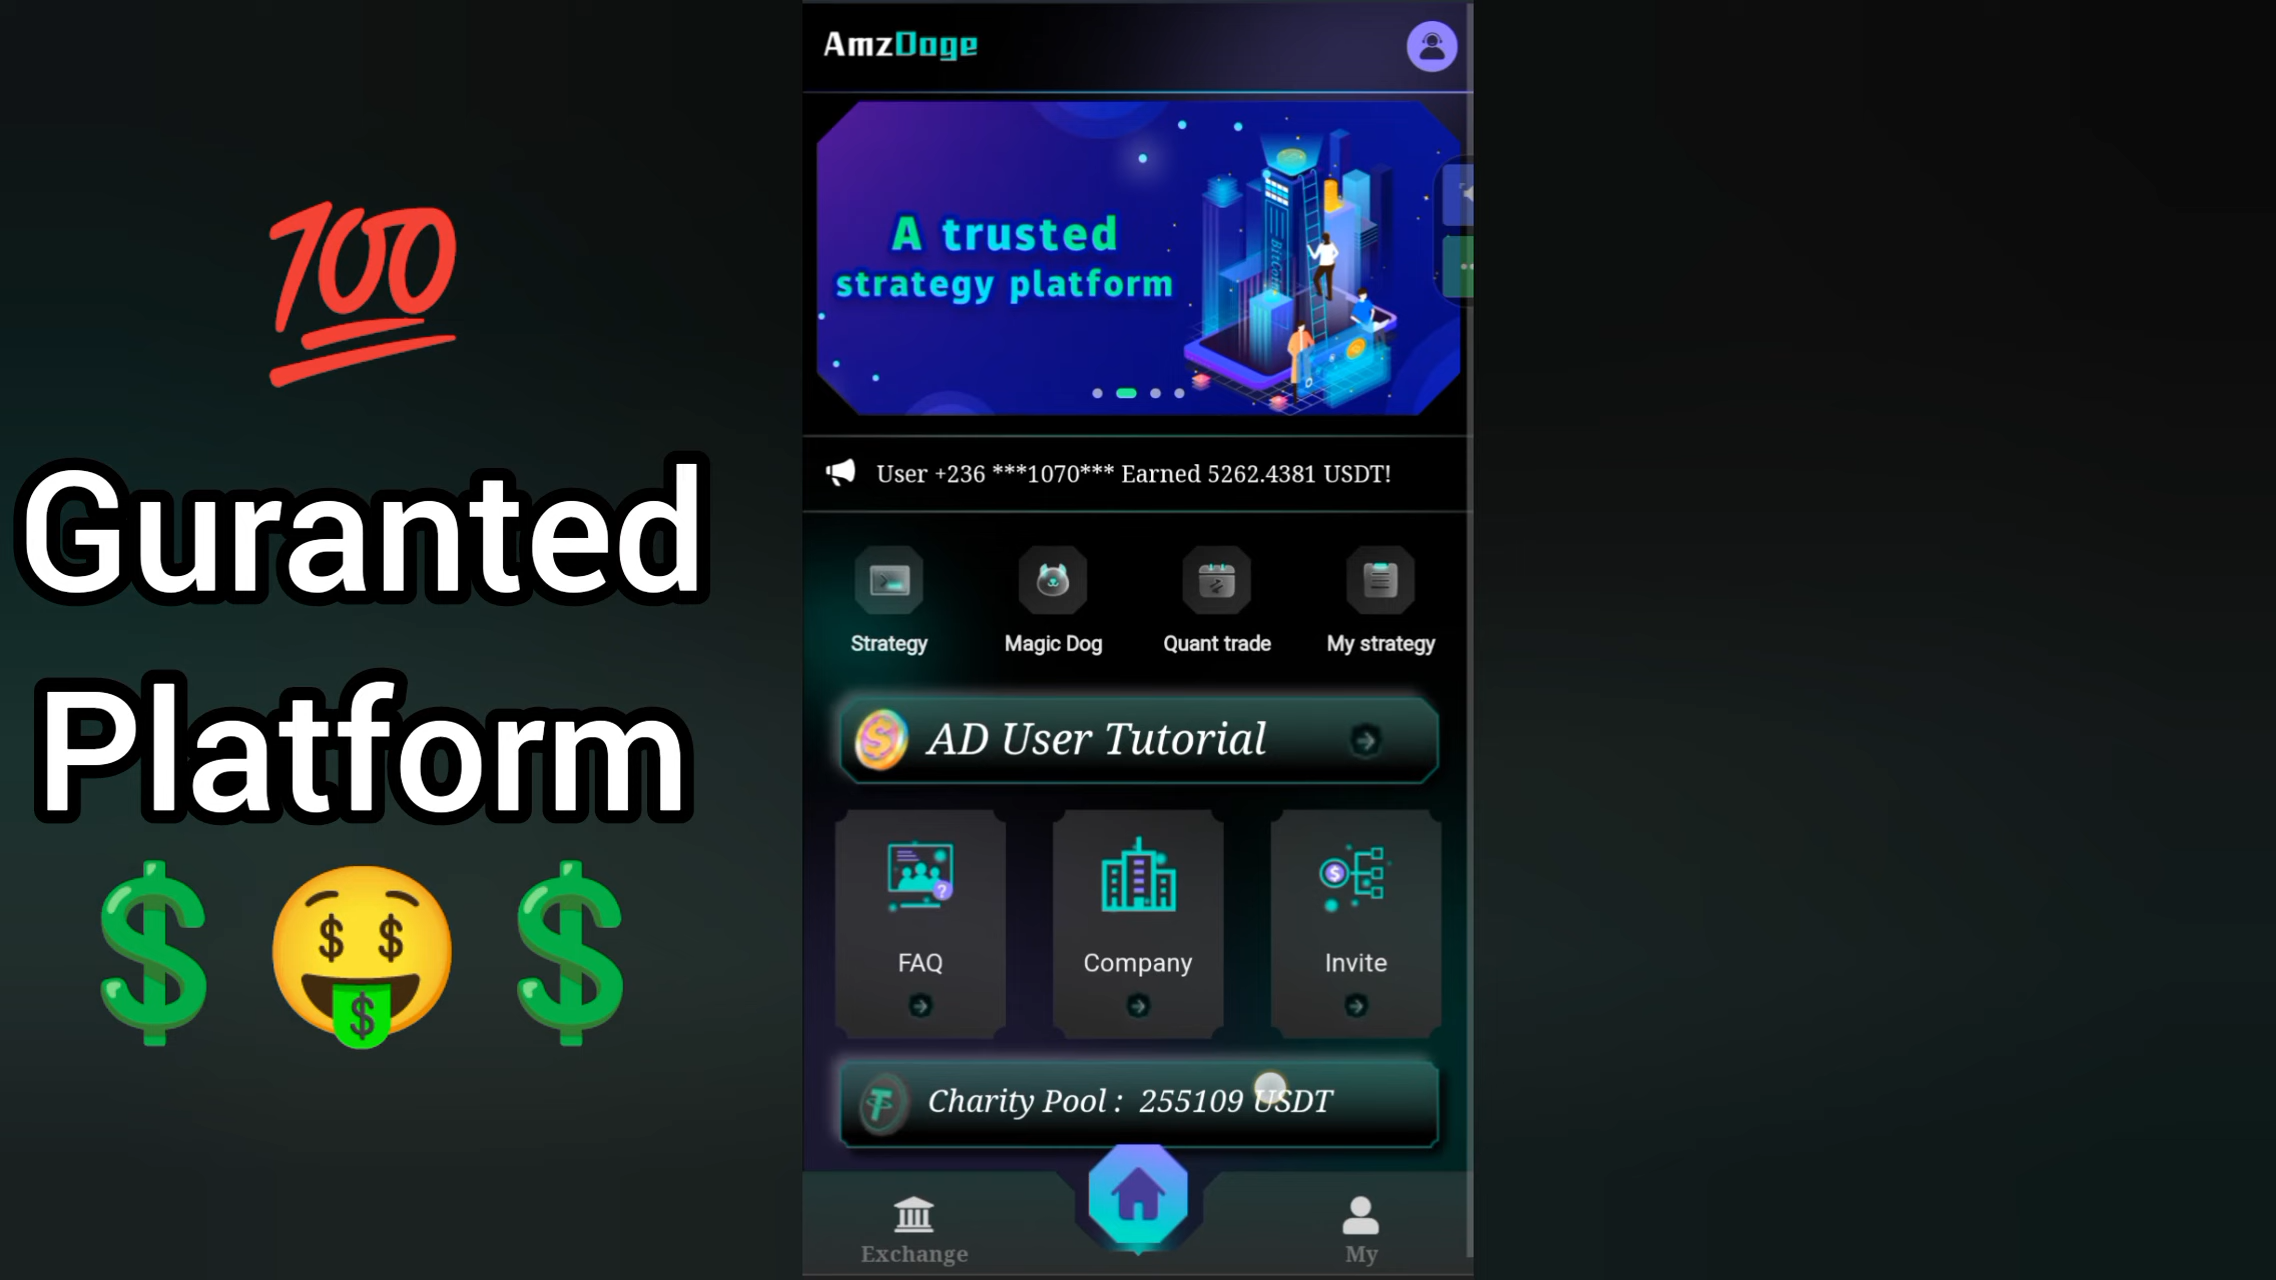 Guranted
Platform
AmzDoge
A trusted
strategy platform
BitCoin
User +236 ***1070*** Earned 5262.4381 USDT!
Strategy
Magic Dog
Quant trade
My strategy
AD User Tutorial
FAQ
Company
Invite
Charity Pool : 255109 USDT
Exchange
My